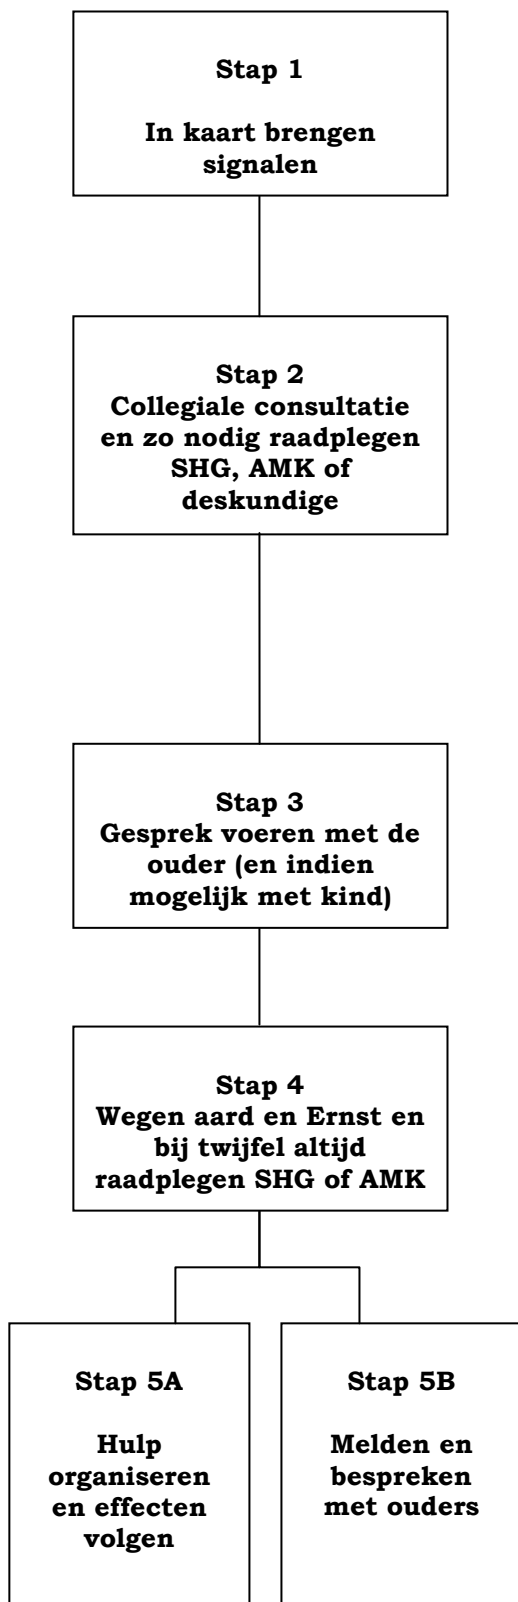 Stap 1
In kaart brengen
signalen
Stap 2
Collegiale consultatie
en zo nodig raadplegen
SHG, AMK of
deskundige
Stap 3
Gesprek voeren met de
ouder (en indien
mogelijk met kind)
Stap 4
Wegen aard en Ernst en
bij twijfel altijd
raadplegen SHG of AMK
Stap 5A
Hulp
organiseren
en effecten
volgen
Stap 5B
Melden en
bespreken
met ouders